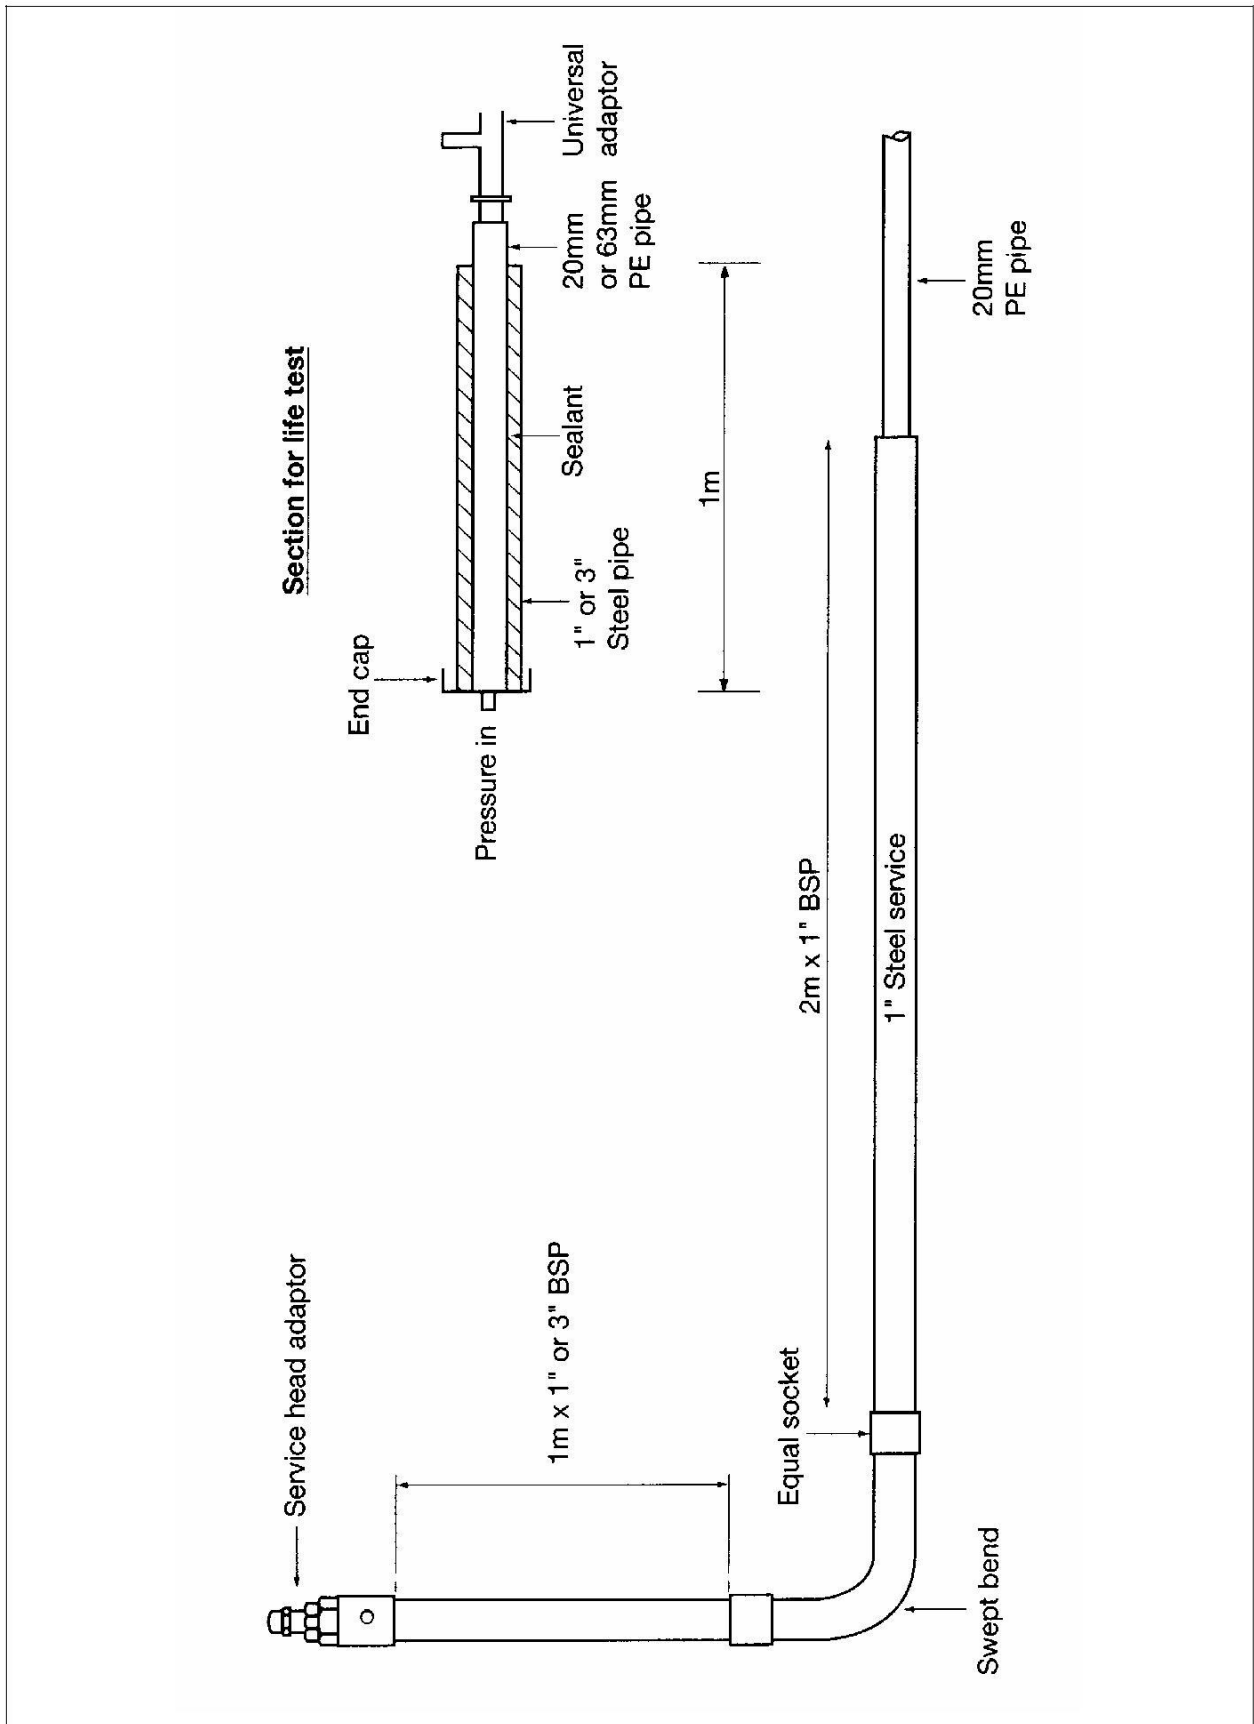 Section for life test
End cap
Pressure in
1" or 3"
Steel pipe
Sealant
20mm
or 63mm
PE pipe
Universal
adaptor
1m
Service head adaptor
1m x 1" or 3" BSP
Equal socket
Swept bend
2m x 1" BSP
1" Steel service
20mm
PE pipe